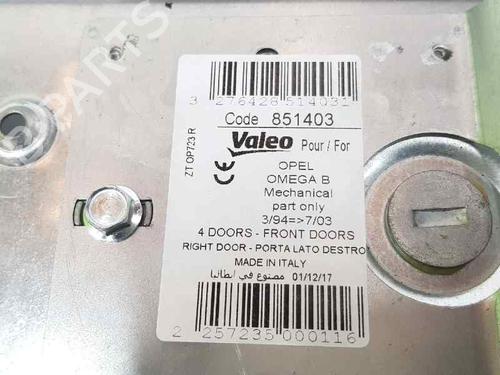 3 276428 514031
Code 851403
ZT OP723 R
Valeo Pour / For
CE
OPEL
OMEGA B
Mechanical
part only
3/94=>7/03
4 DOORS - FRONT DOORS
RIGHT DOOR - PORTA LATO DESTRO
MADE IN ITALY
مصنوع في ايطاليا 01/12/17
2 257235 000116
PARTS